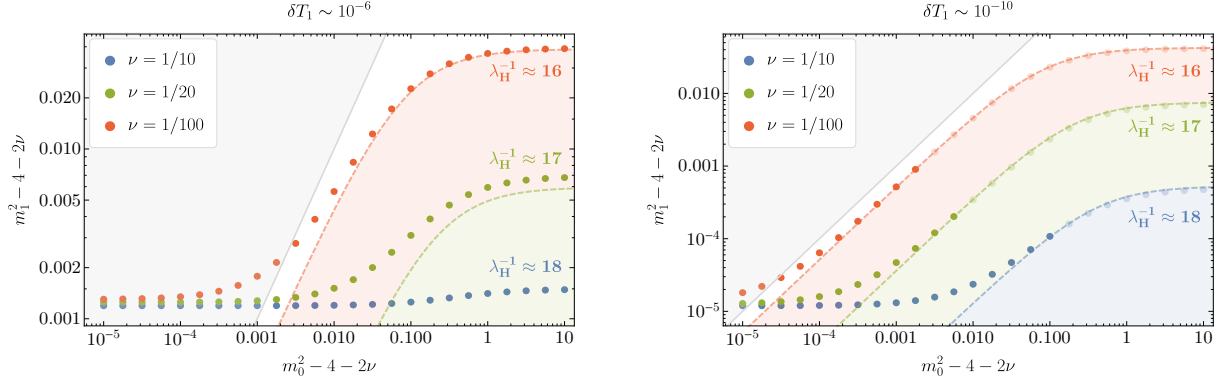 δT₁ ∼ 10⁻⁶
m₁² − 4 − 2ν
0.020
0.010
0.005
0.002
0.001
ν = 1/10
ν = 1/20
ν = 1/100
λ_H⁻¹ ≈ 16
λ_H⁻¹ ≈ 17
λ_H⁻¹ ≈ 18
10⁻⁵ 10⁻⁴ 0.001 0.010 0.100 1 10
m₀² − 4 − 2ν
δT₁ ∼ 10⁻¹⁰
m₁² − 4 − 2ν
0.010
0.001
10⁻⁴
10⁻⁵
ν = 1/10
ν = 1/20
ν = 1/100
λ_H⁻¹ ≈ 16
λ_H⁻¹ ≈ 17
λ_H⁻¹ ≈ 18
10⁻⁵ 10⁻⁴ 0.001 0.010 0.100 1 10
m₀² − 4 − 2ν